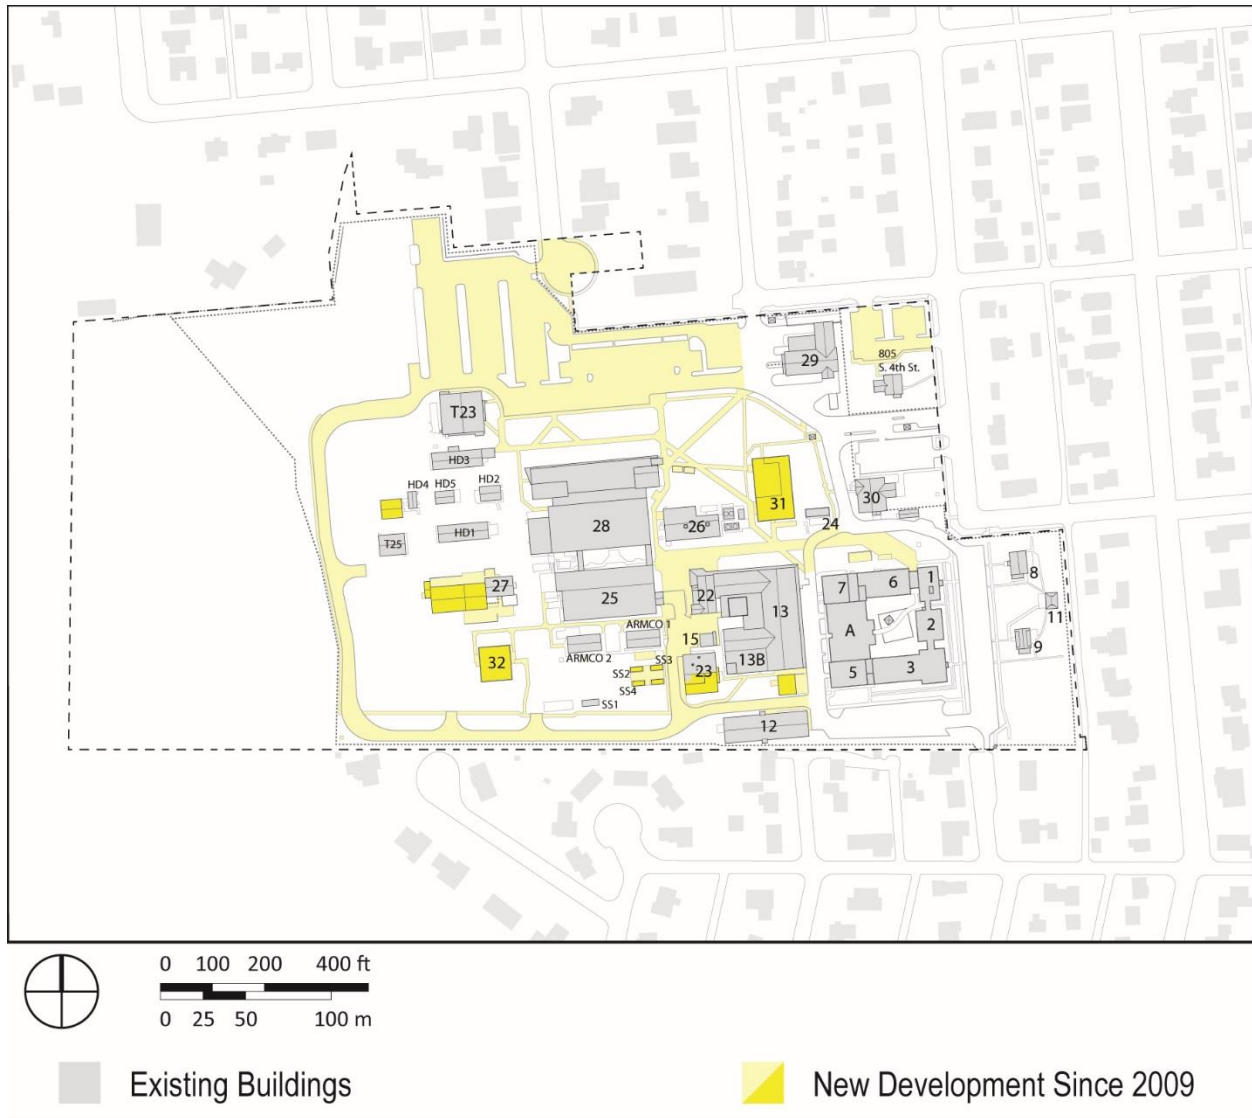 805
S. 4th St.
29
T23
HD3
HD4
HD5
HD2
HD1
T25
28
26
31
24
30
27
25
22
13
7
6
1
8
11
A
2
9
15
ARMCO 1
ARMCO 2
32
SS3
SS2
SS4
SS1
23
13B
5
3
12
0 100 200 400 ft
0 25 50 100 m
Existing Buildings
New Development Since 2009